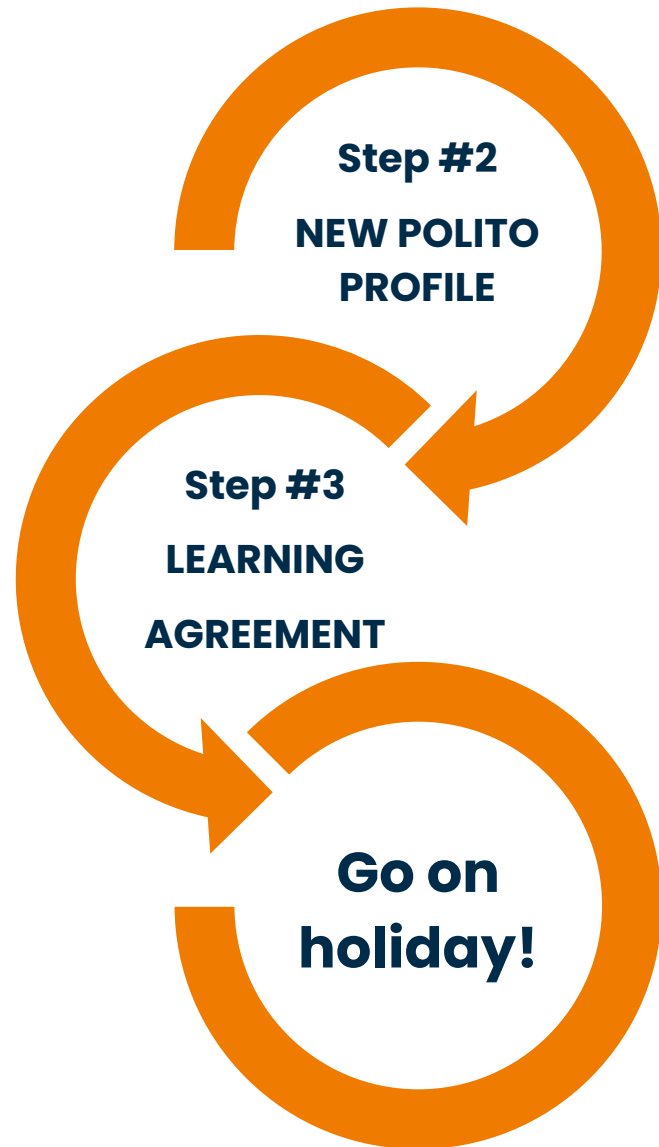 Step #2
NEW POLITO
PROFILE
Step #3
LEARNING
AGREEMENT
Go on
holiday!